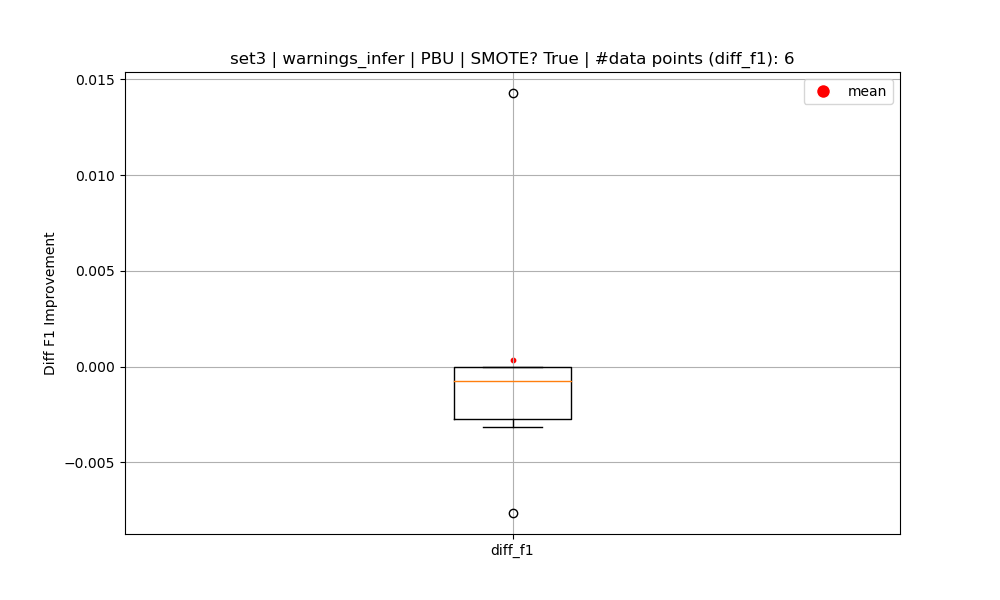 set3 | warnings_infer | PBU | SMOTE? True | #data points (diff_f1): 6
mean
0.015
0.010
0.005
0.000
−0.005
Diff F1 Improvement
diff_f1